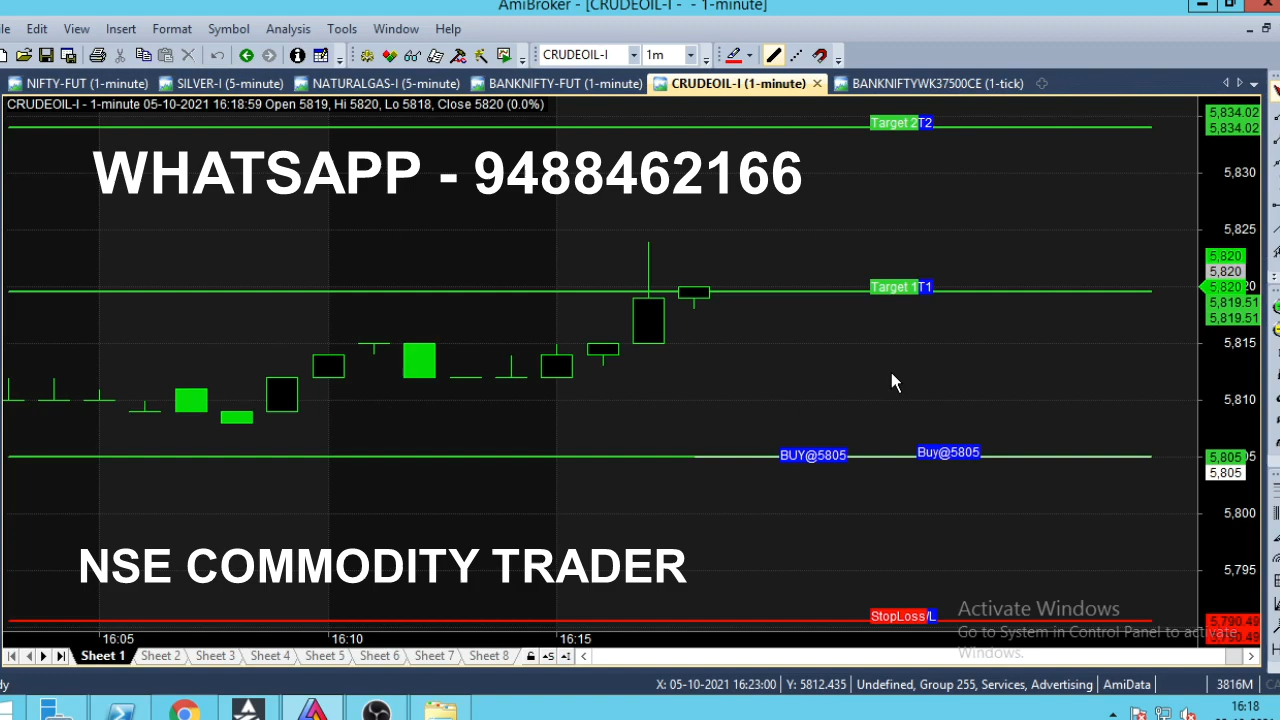 AmiBroker - [CRUDEOIL-I - - 1-minute]
Edit View Insert Format Symbol Analysis Tools Window Help
CRUDEOIL-I 1m
NIFTY-FUT (1-minute) SILVER-I (5-minute) NATURALGAS-I (5-minute) BANKNIFTY-FUT (1-minute) CRUDEOIL-I (1-minute) BANKNIFTYWK37500CE (1-tick)
CRUDEOIL-I - 1-minute 05-10-2021 16:18:59 Open 5819, Hi 5820, Lo 5818, Close 5820 (0.0%)
5,834.02
Target 2T2
5,834.02
WHATSAPP - 9488462166
5,830
5,825
5,820
5,820
Target 1T1
5,820
5,819.51
5,819.51
5,815
5,810
BUY@5805 Buy@5805
5,805
5,805
5,800
NSE COMMODITY TRADER
5,795
StopLoss
5,790.49
Activate Windows
Go to System in Control Panel to activate
Windows.
16:05 16:10 16:15
Sheet 1 Sheet 2 Sheet 3 Sheet 4 Sheet 5 Sheet 6 Sheet 7 Sheet 8
X: 05-10-2021 16:23:00 Y: 5812.435 Undefined, Group 255, Services, Advertising AmiData 3816M
16:18